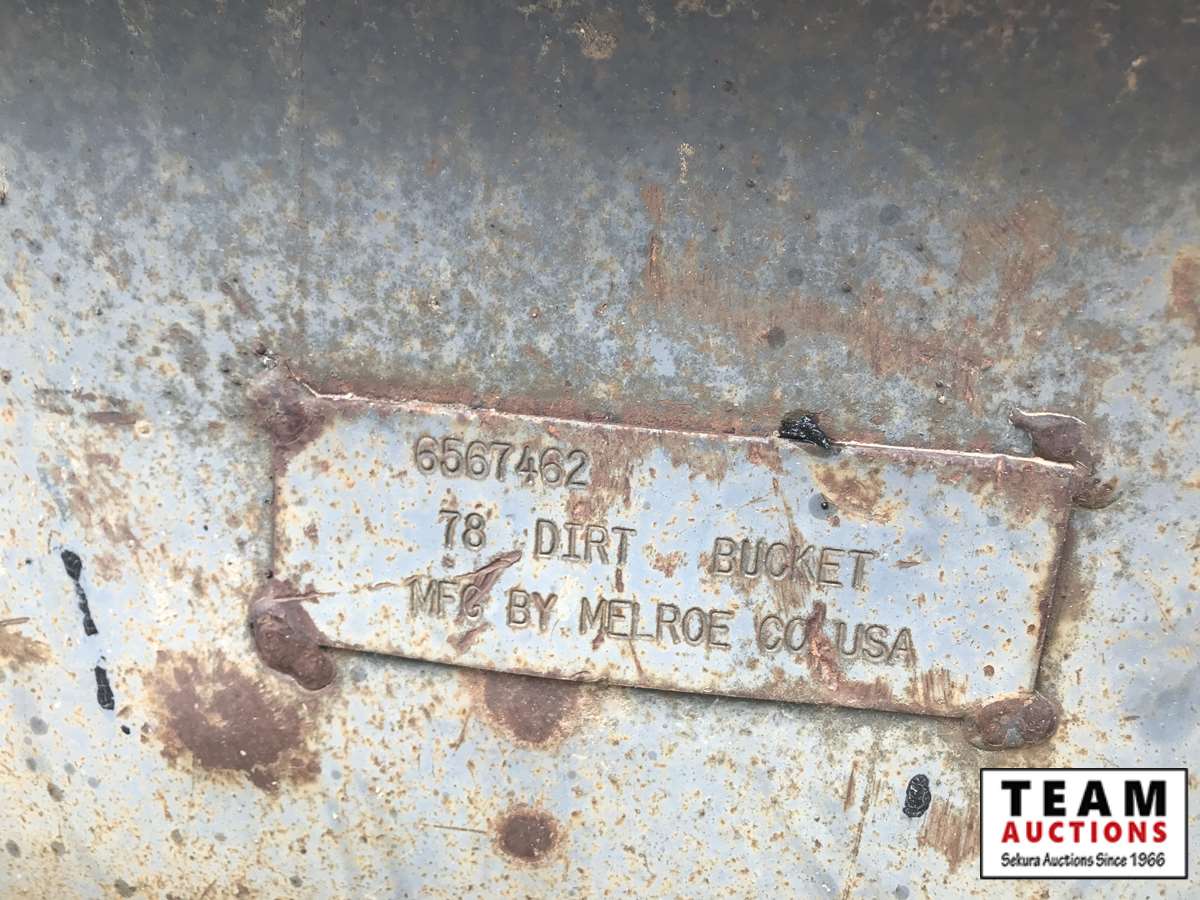 6567462
78 DIRT BUCKET
MFG BY MELROE CO USA
TEAM
AUCTIONS
Sekura Auctions Since 1966